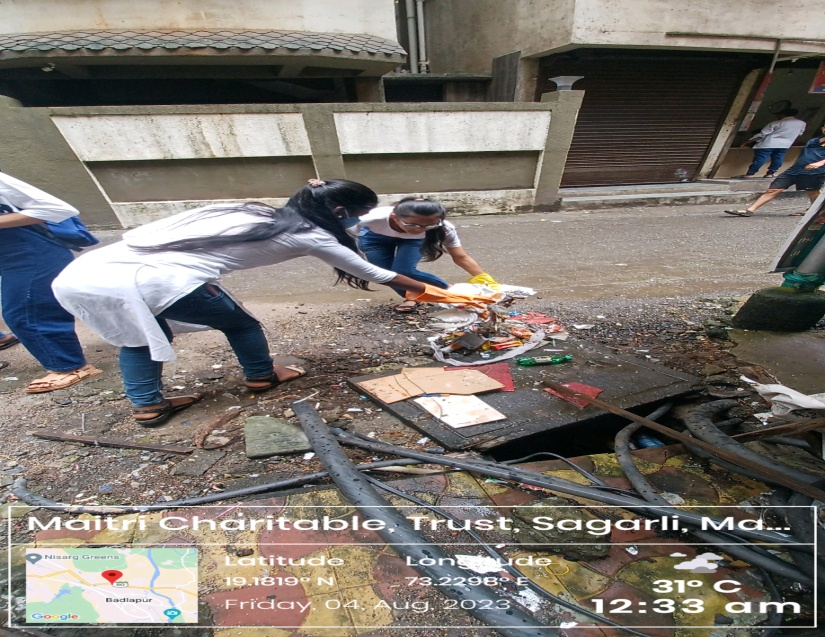 Maitri Charitable, Trust, Sagarli, Ma...
Nisarg Greens
Badlapur
Google
Latitude
19.1819° N
Longitude
73.2298° E
Friday, 04, Aug, 2023
31° C
12:33 am